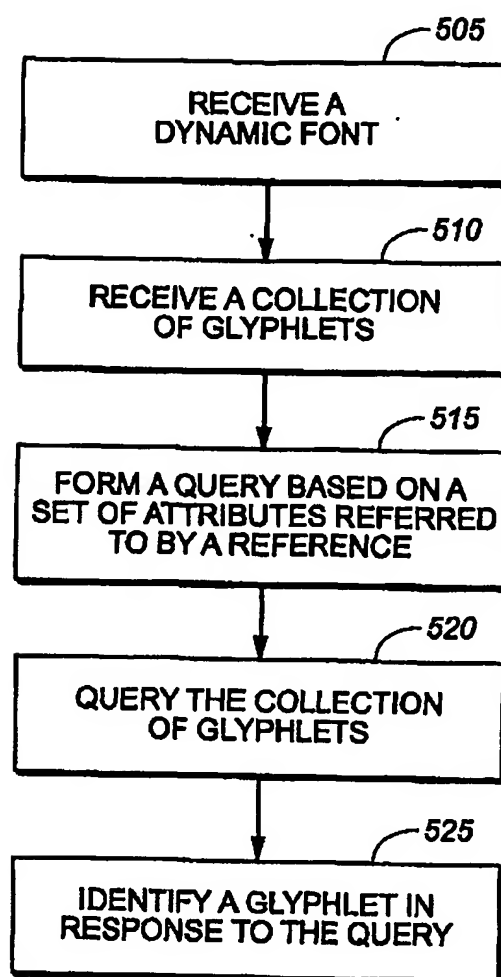 505
RECEIVE A
DYNAMIC FONT
510
RECEIVE A COLLECTION
OF GLYPHLETS
515
FORM A QUERY BASED ON A
SET OF ATTRIBUTES REFERRED
TO BY A REFERENCE
520
QUERY THE COLLECTION
OF GLYPHLETS
525
IDENTIFY A GLYPHLET IN
RESPONSE TO THE QUERY